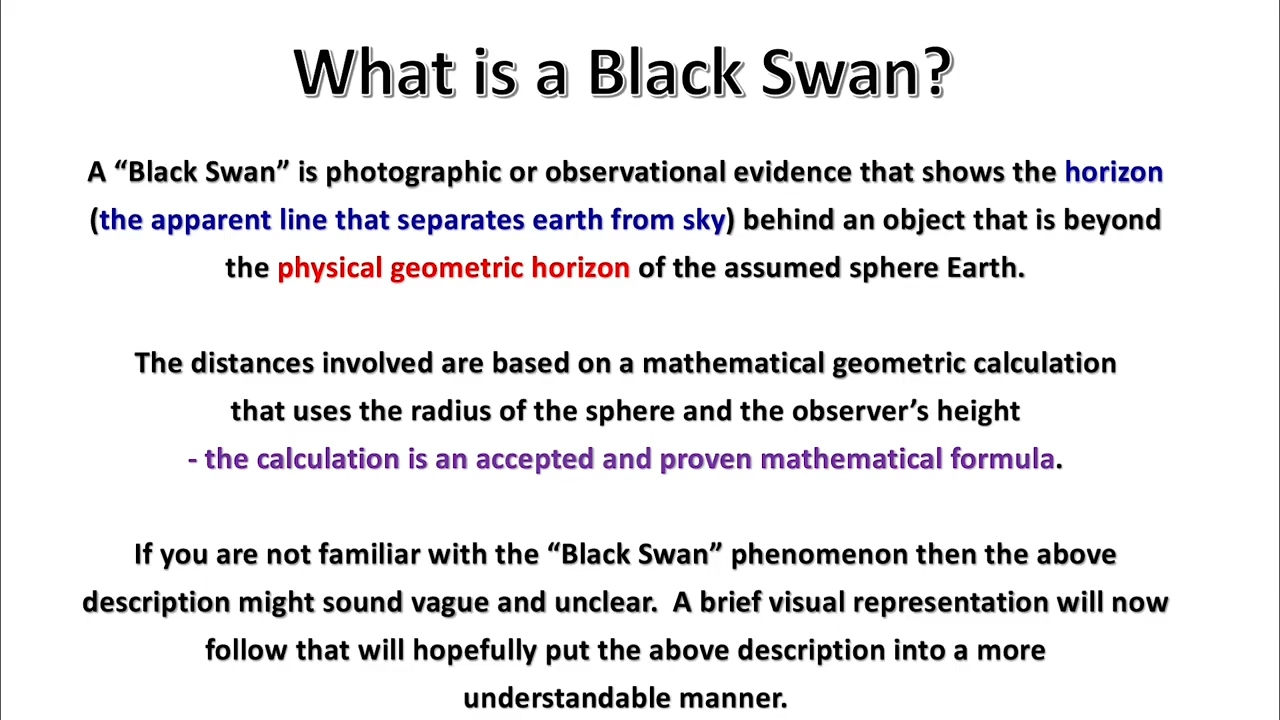 What is a Black Swan?
A “Black Swan” is photographic or observational evidence that shows the horizon
(the apparent line that separates earth from sky) behind an object that is beyond
the physical geometric horizon of the assumed sphere Earth.
The distances involved are based on a mathematical geometric calculation
that uses the radius of the sphere and the observer’s height
- the calculation is an accepted and proven mathematical formula.
If you are not familiar with the “Black Swan” phenomenon then the above
description might sound vague and unclear.  A brief visual representation will now
follow that will hopefully put the above description into a more
understandable manner.